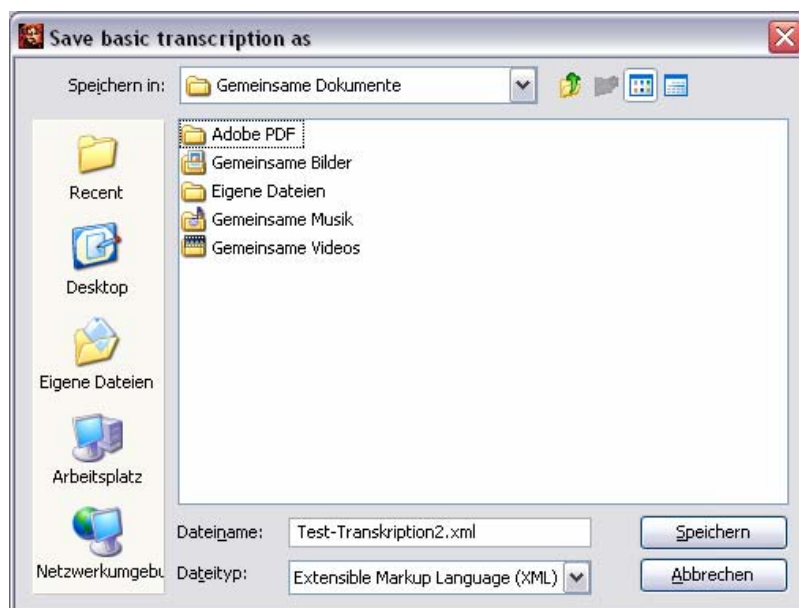 Save basic transcription as
Speichern in: Gemeinsame Dokumente
Adobe PDF
Gemeinsame Bilder
Eigene Dateien
Gemeinsame Musik
Gemeinsame Videos
Recent
Desktop
Eigene Dateien
Arbeitsplatz
Netzwerkumgebu
Dateiname: Test-Transkription2.xml Speichern
Dateityp: Extensible Markup Language (XML) Abbrechen